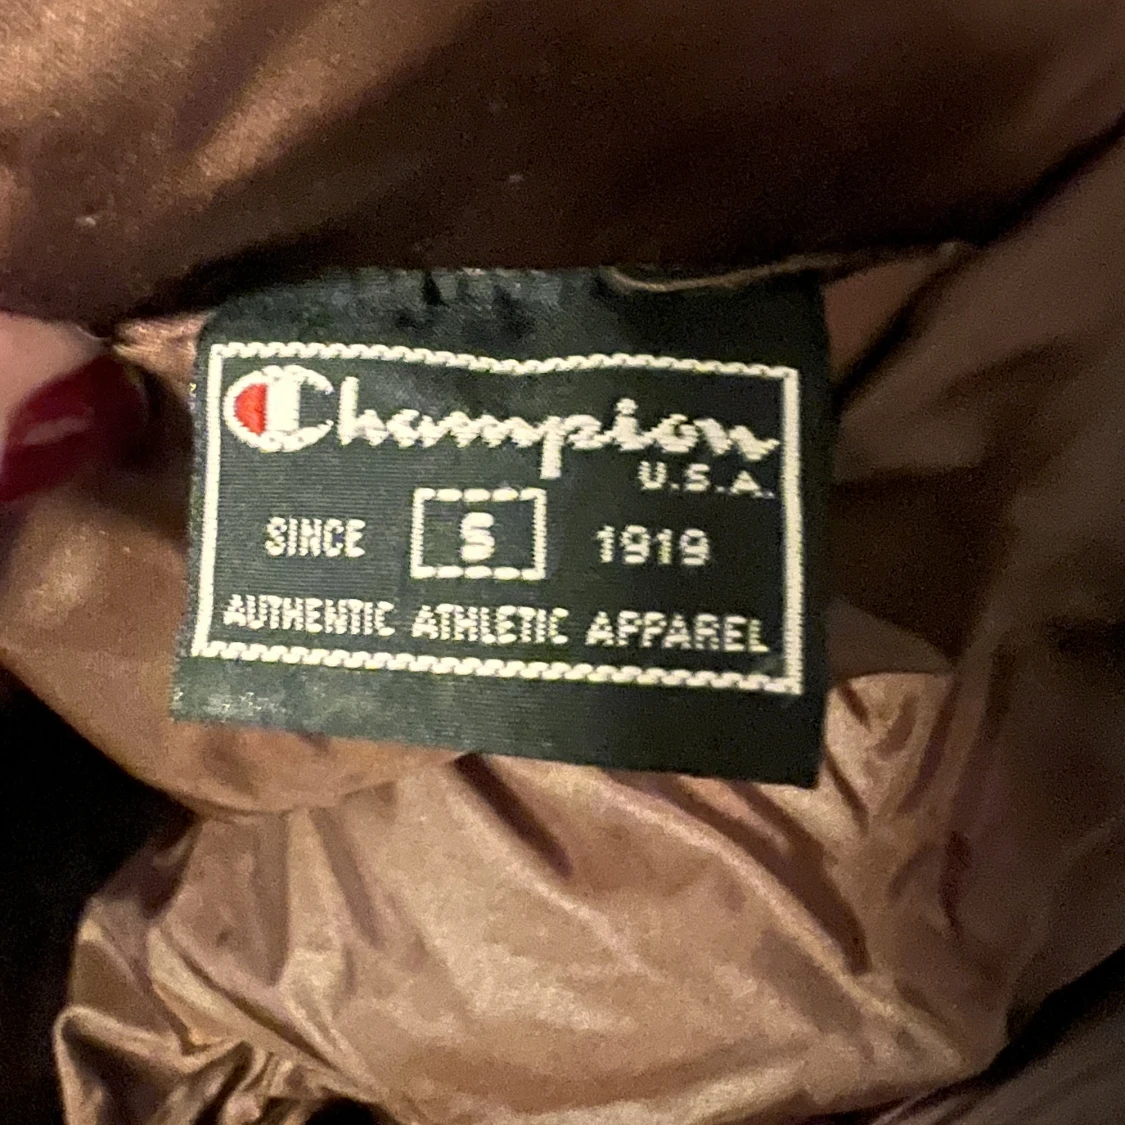 Champion
U.S.A.
SINCE S 1919
AUTHENTIC ATHLETIC APPAREL